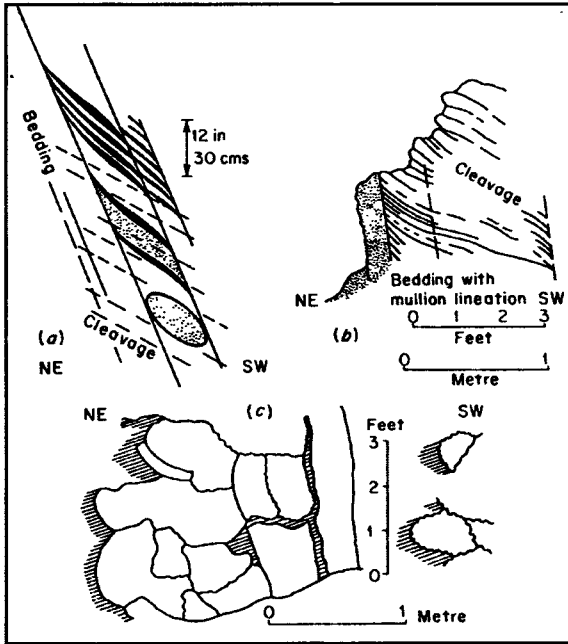 Bedding
12 in
30 cms
Cleavage
(a)
NE
SW
Cleavage
Bedding with
mullion lineation
NE
SW
(b)
0 1 2 3
Feet
0 1
Metre
NE
(c)
Feet
3
2
1
0
SW
0 1 Metre